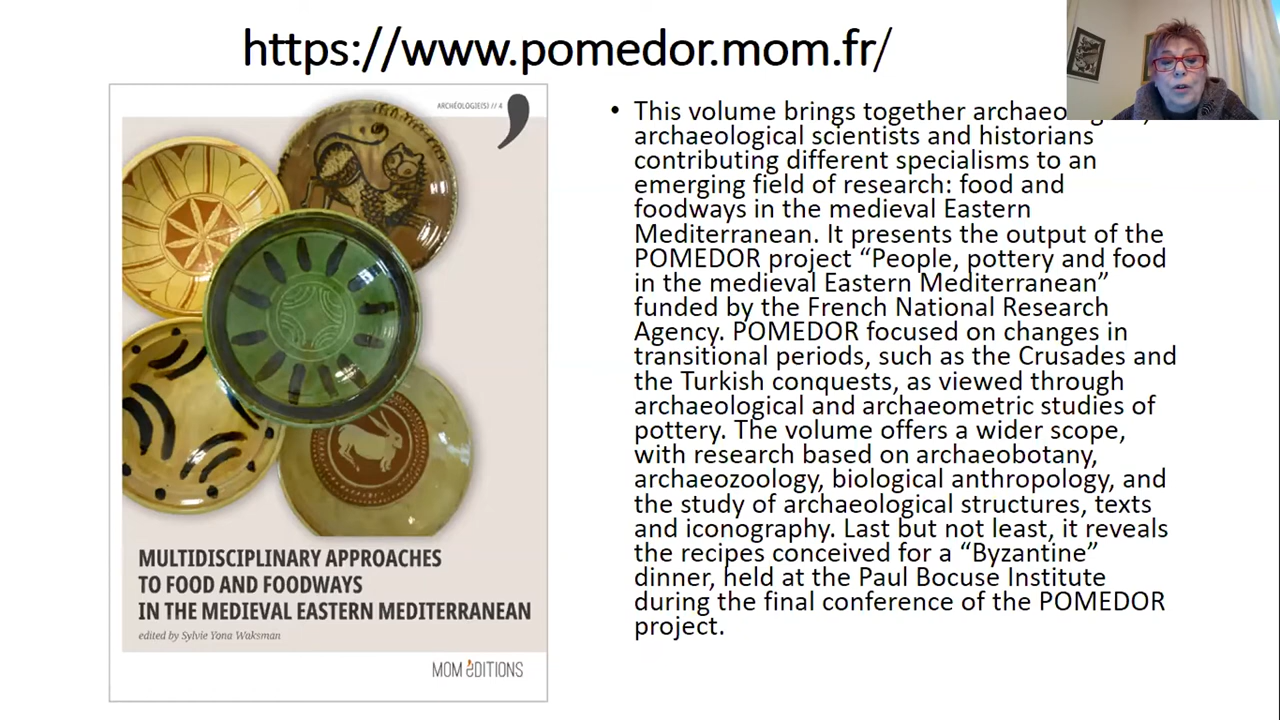 https://www.pomedor.mom.fr/
ARCHÉOLOGIE(S) // 4
MULTIDISCIPLINARY APPROACHES
TO FOOD AND FOODWAYS
IN THE MEDIEVAL EASTERN MEDITERRANEAN
edited by Sylvie Yona Waksman
MOM ÉDITIONS
• This volume brings together
archaeological scientists and historians
contributing different specialisms to an
emerging field of research: food and
foodways in the medieval Eastern
Mediterranean. It presents the output of the
POMEDOR project “People, pottery and food
in the medieval Eastern Mediterranean”
funded by the French National Research
Agency. POMEDOR focused on changes in
transitional periods, such as the Crusades and
the Turkish conquests, as viewed through
archaeological and archaeometric studies of
pottery. The volume offers a wider scope,
with research based on archaeobotany,
archaeozoology, biological anthropology, and
the study of archaeological structures, texts
and iconography. Last but not least, it reveals
the recipes conceived for a “Byzantine”
dinner, held at the Paul Bocuse Institute
during the final conference of the POMEDOR
project.